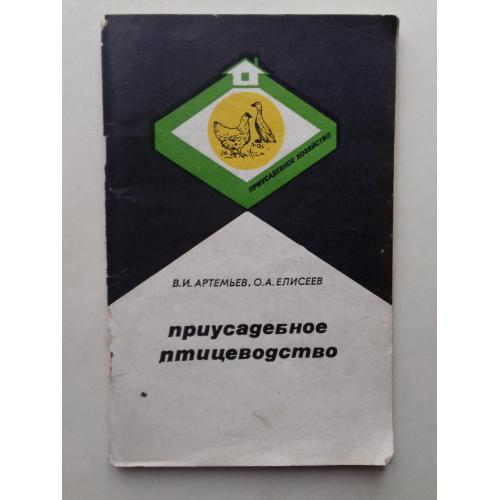 ПРИУСАДЕБНОЕ ХОЗЯЙСТВО
В.И. АРТЕМЬЕВ, О.А. ЕЛИСЕЕВ
приусадебное
птицеводство